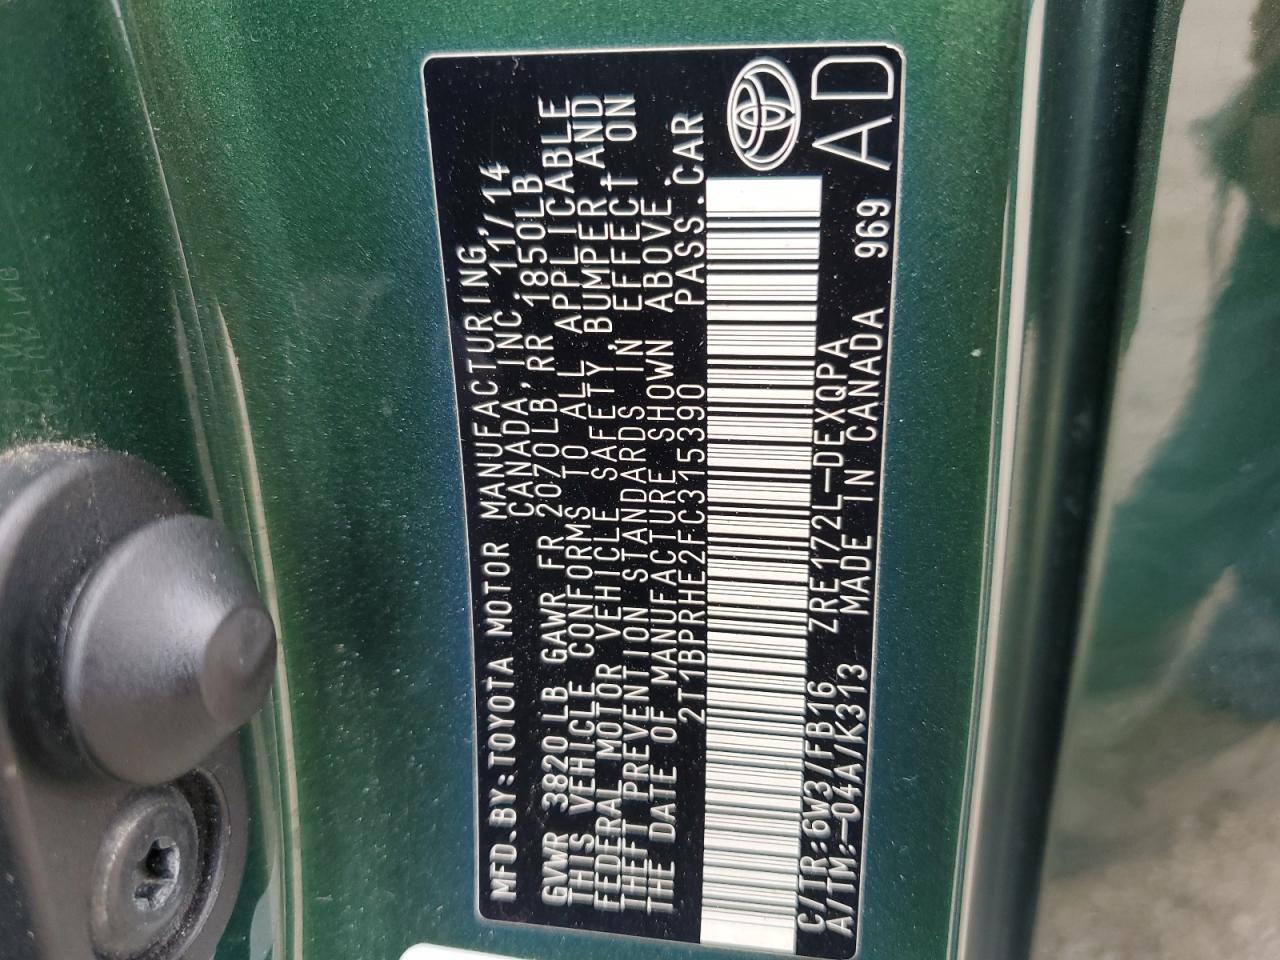 MFD.BY:TOYOTA MOTOR MANUFACTURING,
CANADA,INC. 11/14
GVWR 3820LB GAWR FR 2070LB,RR 1850LB
THIS VEHICLE CONFORMS TO ALL APPLICABLE
FEDERAL MOTOR VEHICLE SAFETY,BUMPER,AND
THEFT PREVENTION STANDARDS IN EFFECT ON
THE DATE OF MANUFACTURE SHOWN ABOVE.
2T1BPRHE2FC315390 PASS.CAR
C/TR:6W3/FB16 ZRE172L-DEXQPA
A/TM:-04A/K313 MADE IN CANADA 969
AD